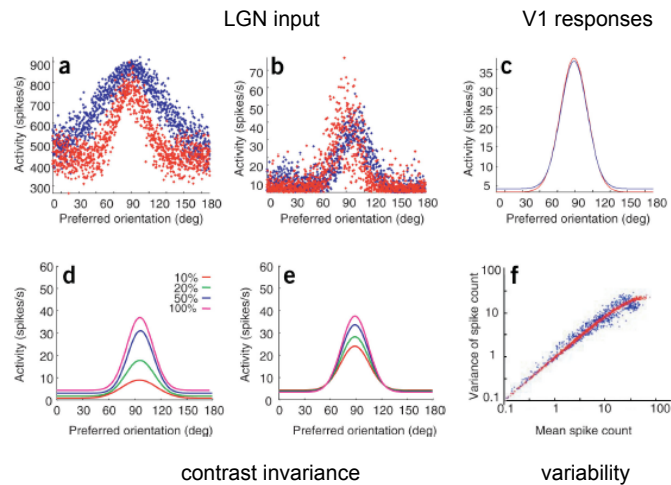 LGN input
V1 responses
a
Activity (spikes/s)
900
800
700
600
500
400
300
0 30 60 90 120 150 180
Preferred orientation (deg)
b
Activity (spikes/s)
70
60
50
40
30
20
10
0 30 60 90 120 150 180
Preferred orientation (deg)
c
Activity (spikes/s)
35
30
25
20
15
10
5
0 30 60 90 120 150 180
Preferred orientation (deg)
d
Activity (spikes/s)
60
50
40
30
20
10
0
10%
20%
50%
100%
0 30 60 90 120 150 180
Preferred orientation (deg)
e
Activity (spikes/s)
60
50
40
30
20
10
0
0 30 60 90 120 150 180
Preferred orientation (deg)
f
Variance of spike count
100
10
1
0.1
0.1 1 10 100
Mean spike count
contrast invariance
variability